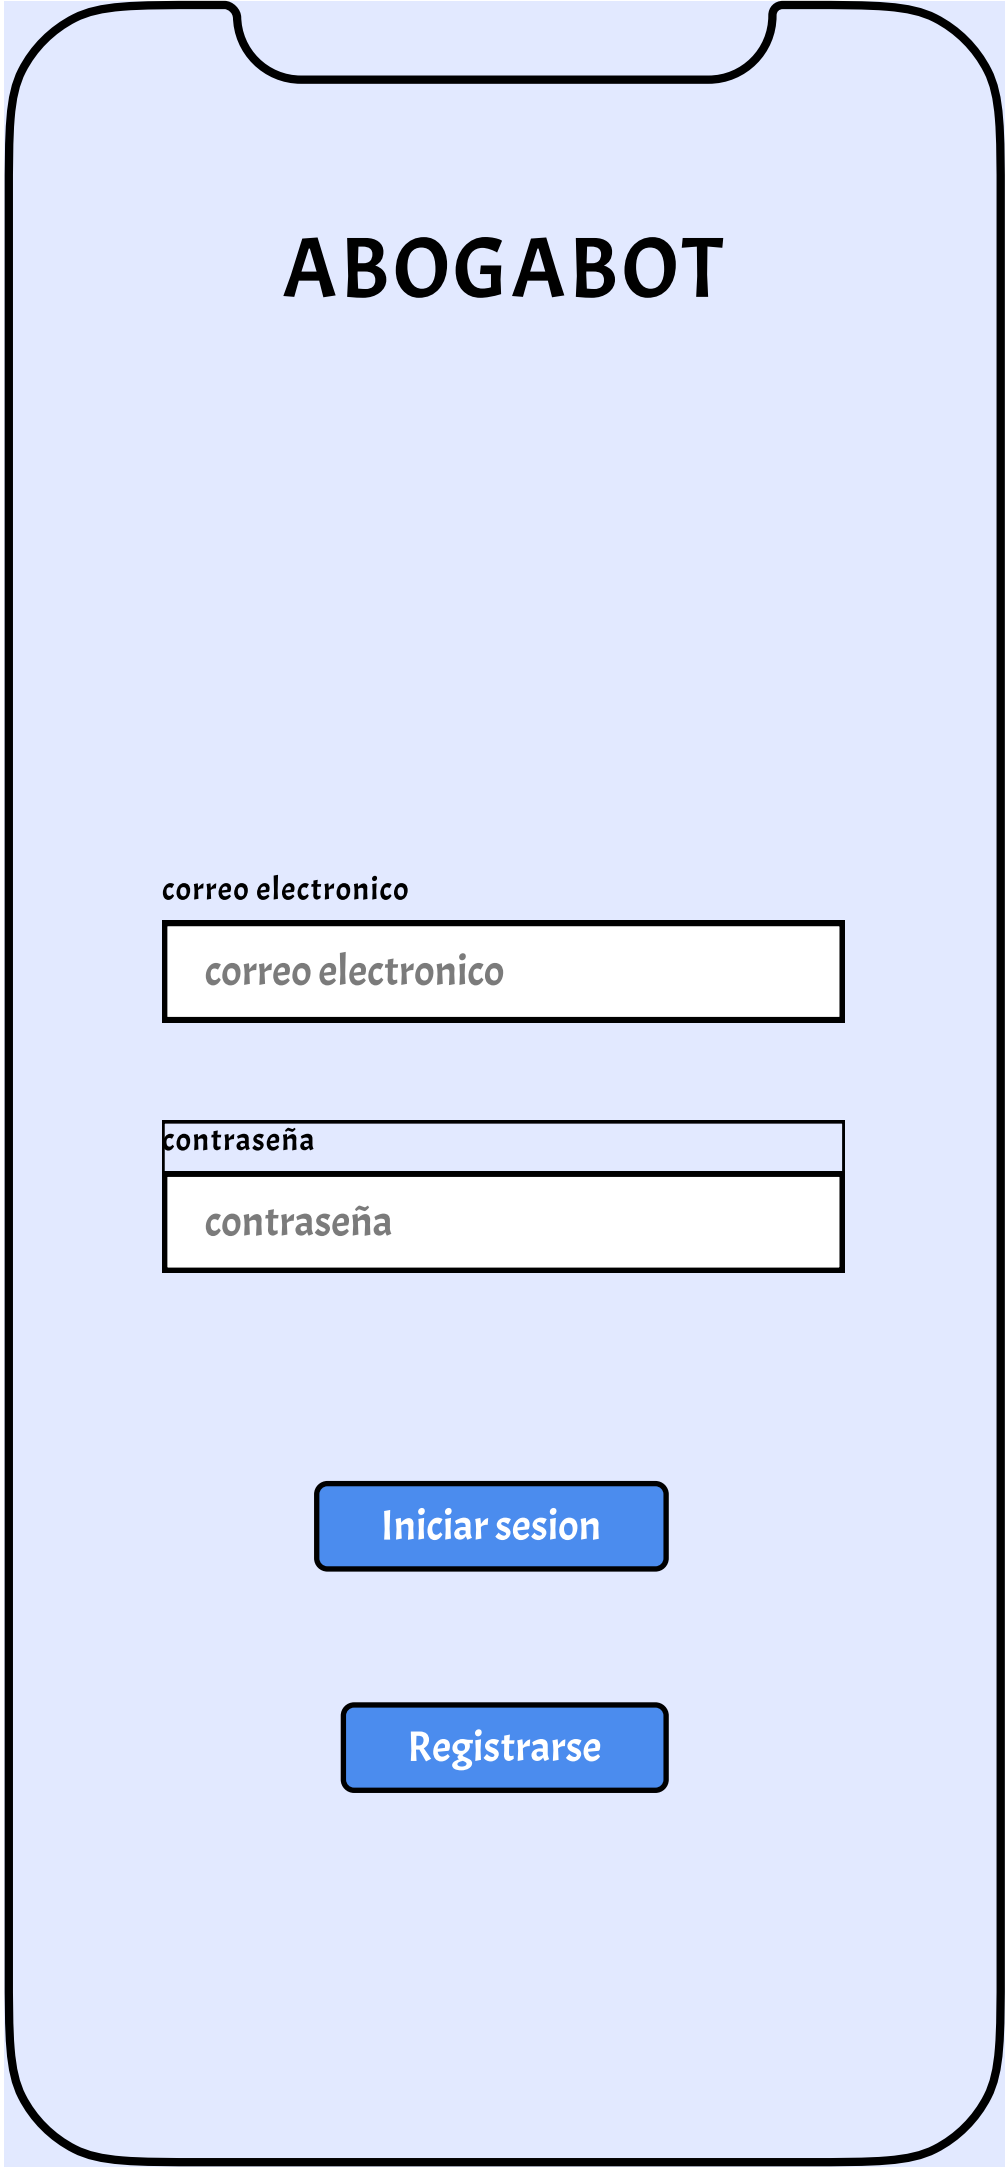 ABOGABOT
correo electronico
correo electronico
contraseña
contraseña
Iniciar sesion
Registrarse